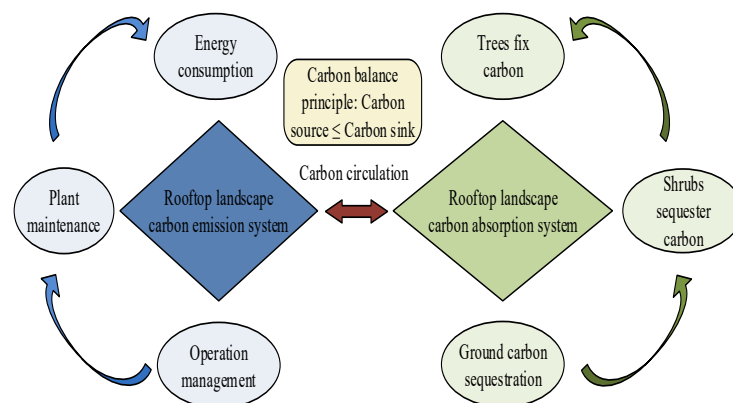 Energy
consumption
Trees fix
carbon
Carbon balance
principle: Carbon
source ≤ Carbon sink
Carbon circulation
Plant
maintenance
Rooftop landscape
carbon emission system
Rooftop landscape
carbon absorption system
Shrubs
sequester
carbon
Operation
management
Ground carbon
sequestration